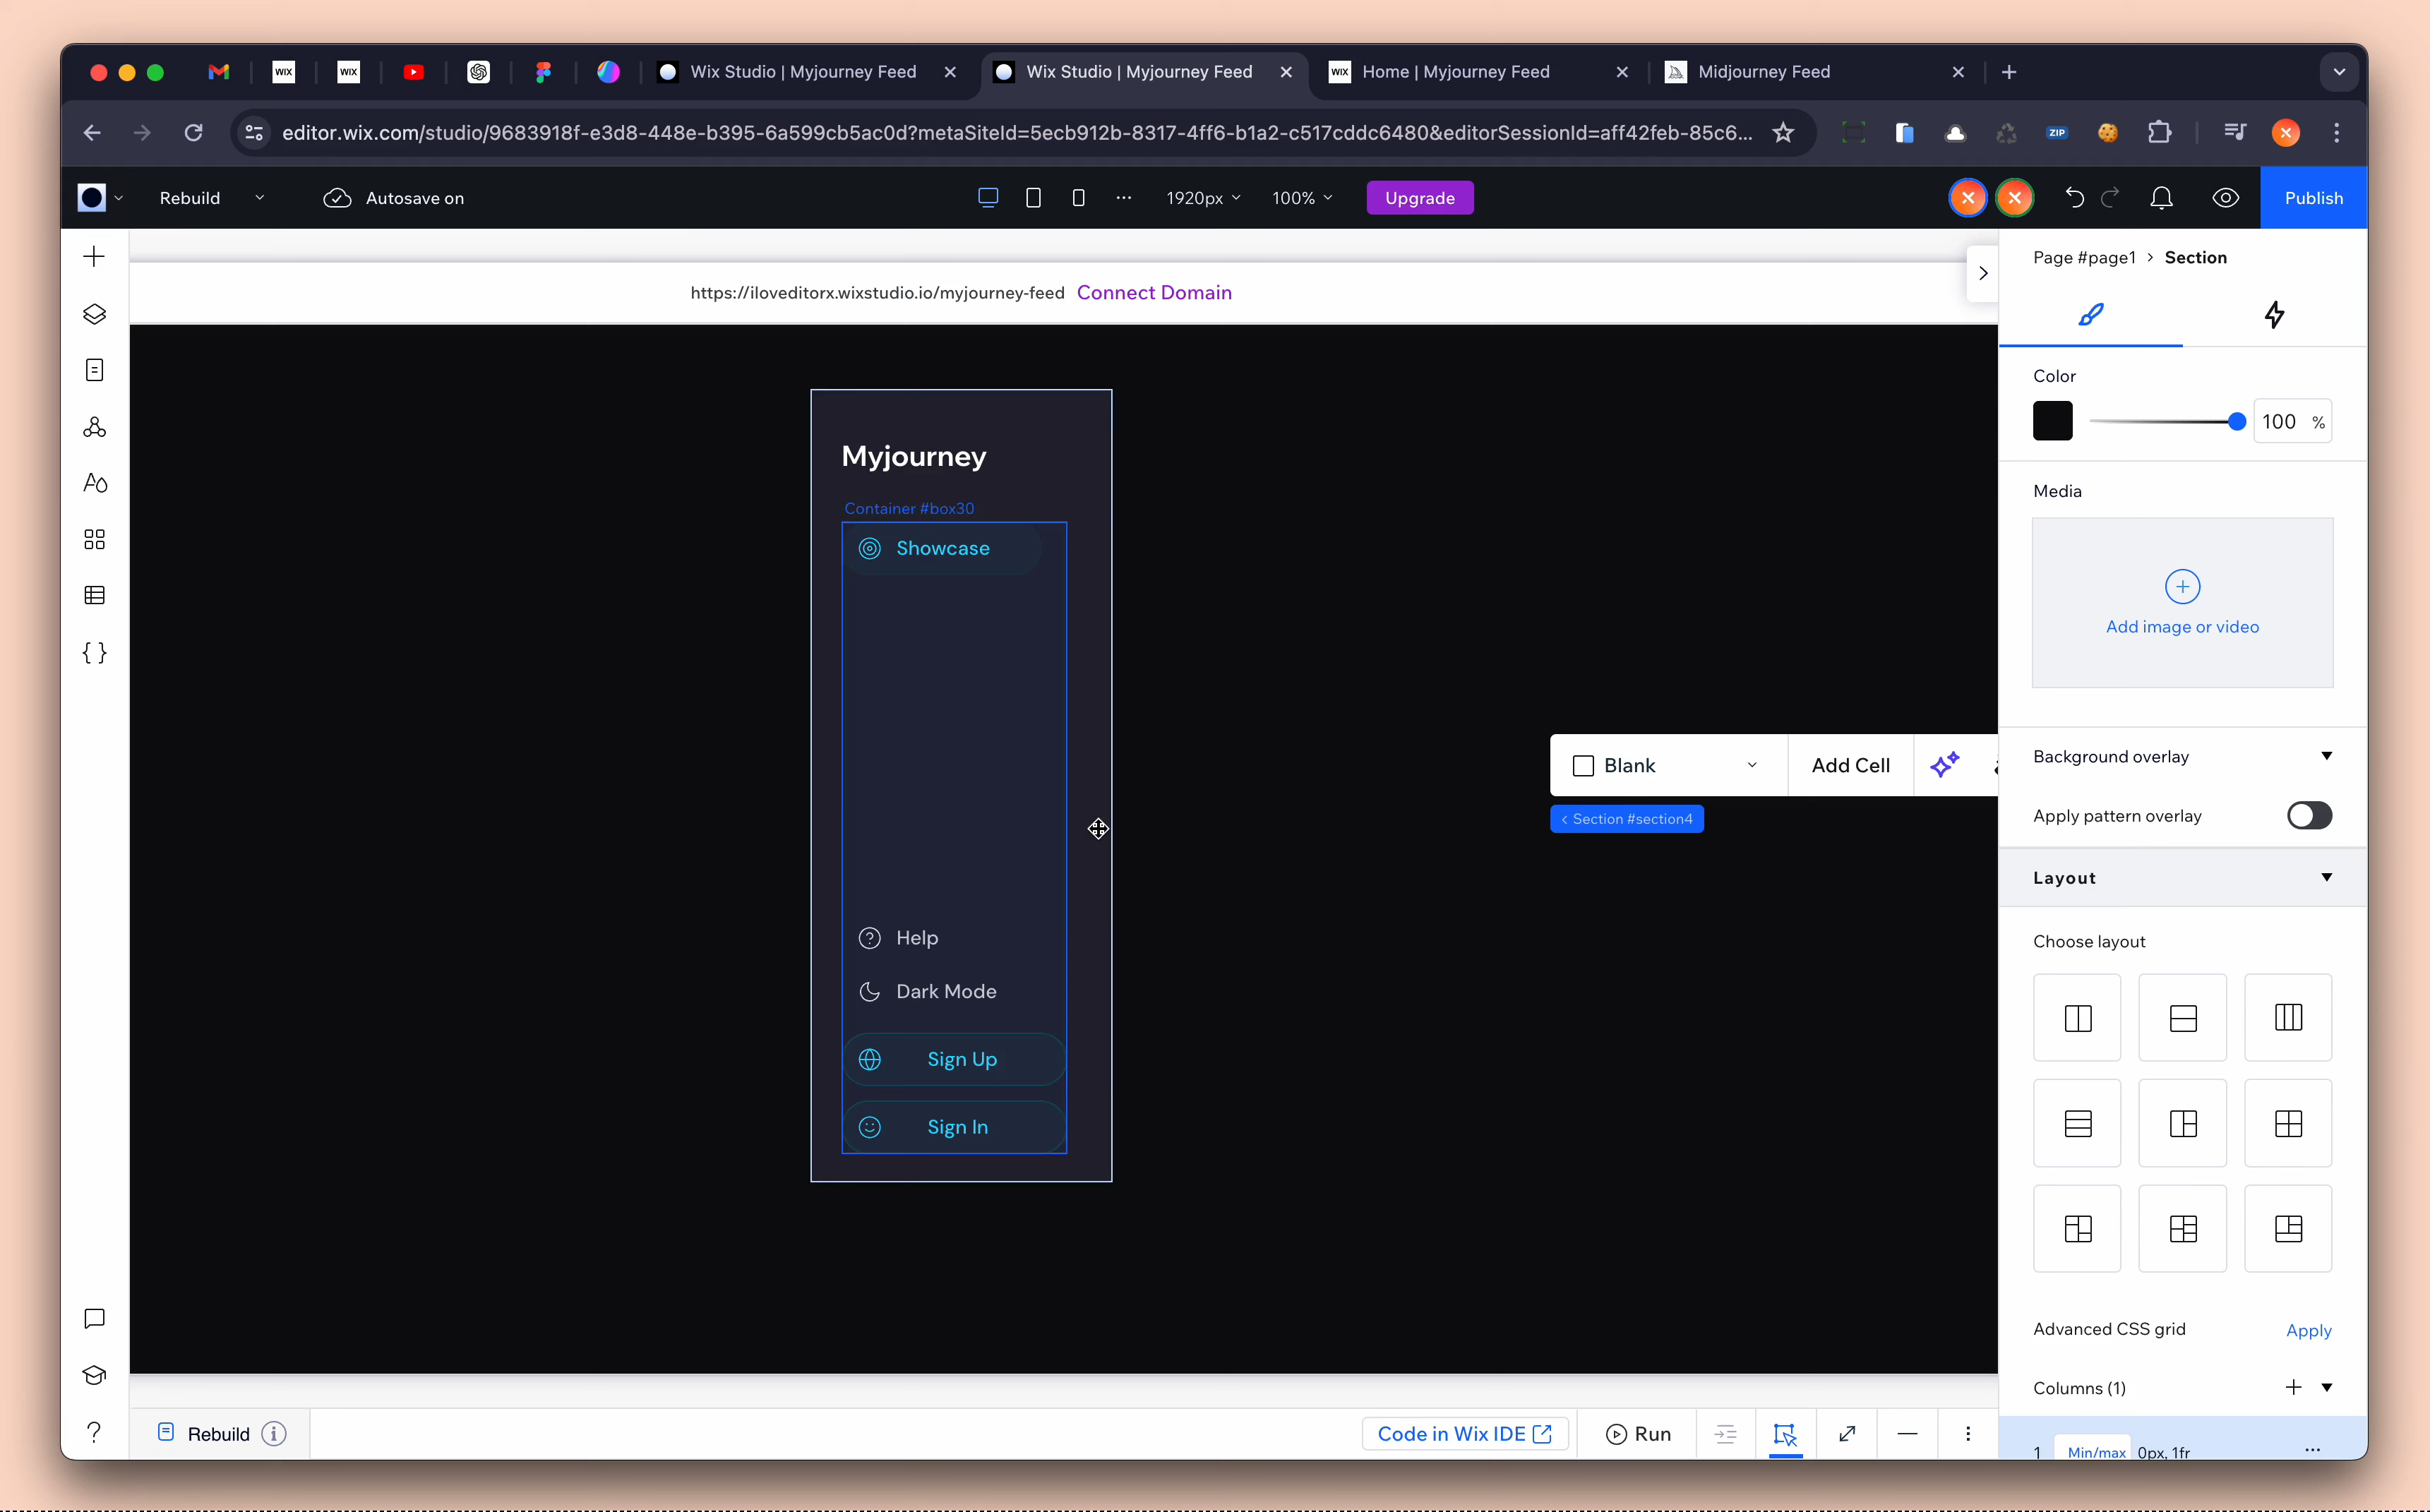 WIX
WIX
Wix Studio | Myjourney Feed
Wix Studio | Myjourney Feed
WIX
Home | Myjourney Feed
Midjourney Feed
editor.wix.com/studio/9683918f-e3d8-448e-b395-6a599cb5ac0d?metaSiteId=5ecb912b-8317-4ff6-b1a2-c517cddc6480&editorSessionId=aff42feb-85c6...
ZIP
Rebuild
Autosave on
1920px
100%
Upgrade
Publish
https://iloveditorx.wixstudio.io/myjourney-feed Connect Domain
Page #page1 > Section
Color
100 %
Myjourney
Media
Container #box30
Showcase
Add image or video
Blank
Add Cell
Background overlay
< Section #section4
Apply pattern overlay
Layout
Help
Choose layout
Dark Mode
Sign Up
Sign In
Advanced CSS grid
Apply
Columns (1)
Rebuild
Code in Wix IDE
Run
1 Min/max 0px, 1fr